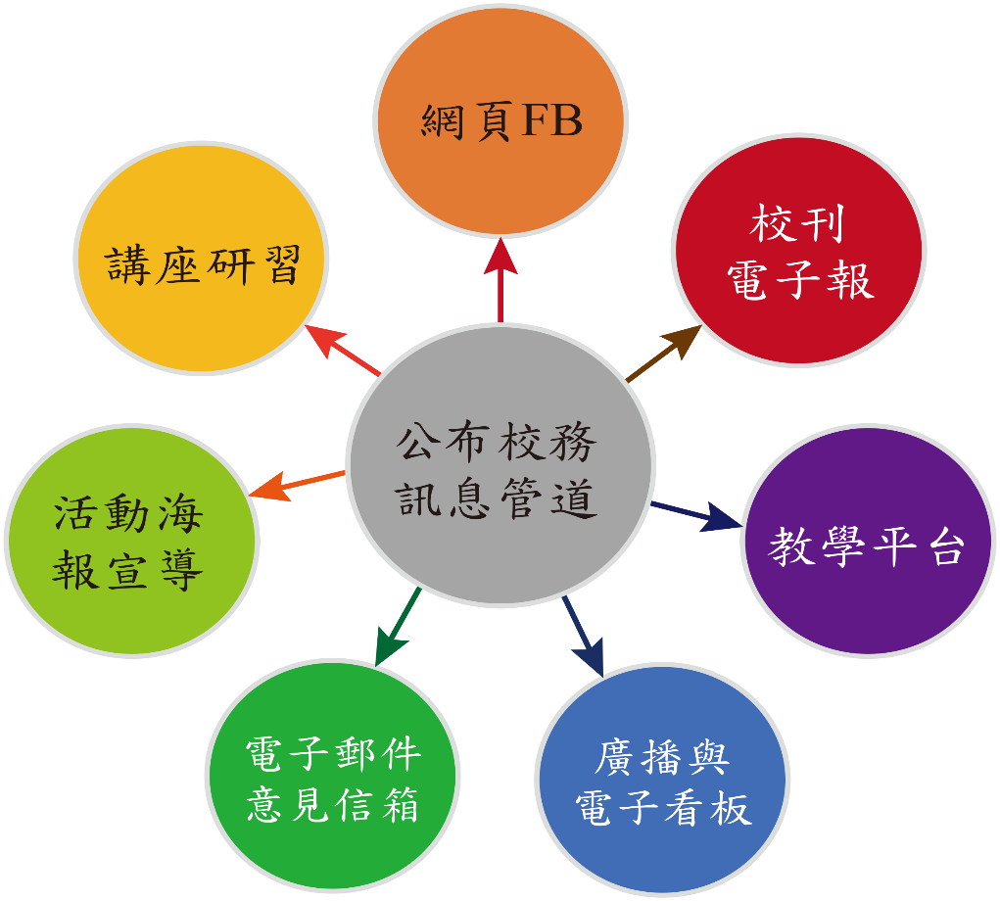 網頁FB
校刊
電子報
講座研習
公布校務
訊息管道
教學平台
活動海
報宣導
電子郵件
意見信箱
廣播與
電子看板